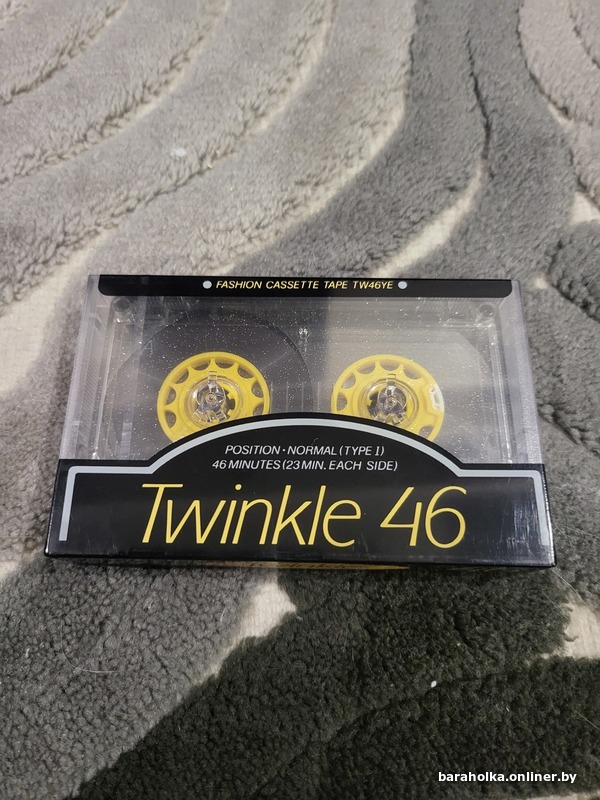 FASHION CASSETTE TAPE TW46YE
POSITION · NORMAL (TYPE I)
46 MINUTES (23 MIN. EACH SIDE)
Twinkle 46
baraholka.onliner.by